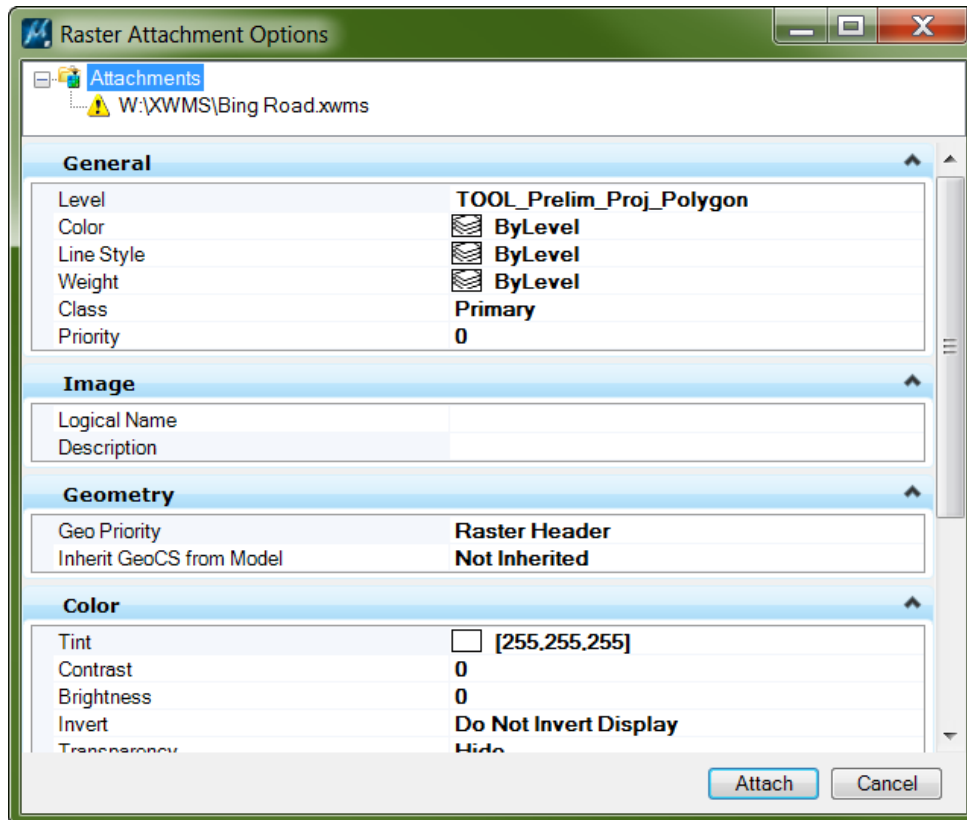 Raster Attachment Options
Attachments
W:\XWMS\Bing Road.xwms
General
Level TOOL_Prelim_Proj_Polygon
Color ByLevel
Line Style ByLevel
Weight ByLevel
Class Primary
Priority 0
Image
Logical Name
Description
Geometry
Geo Priority Raster Header
Inherit GeoCS from Model Not Inherited
Color
Tint [255,255,255]
Contrast 0
Brightness 0
Invert Do Not Invert Display
Transparency Hide
Attach Cancel